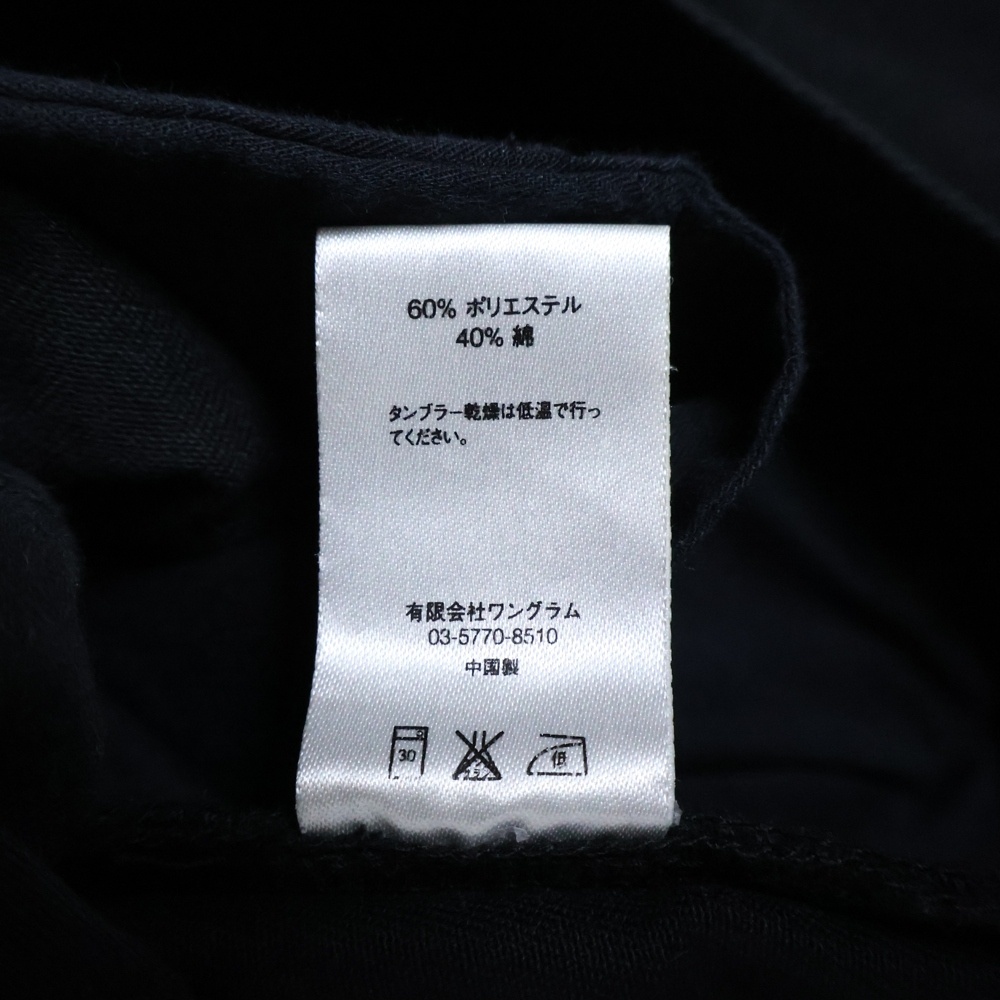 60% ポリエステル
40% 綿
タンブラー乾燥は低温で行っ
てください。
有限会社ワングラム
03-5770-8510
中国製
30
低